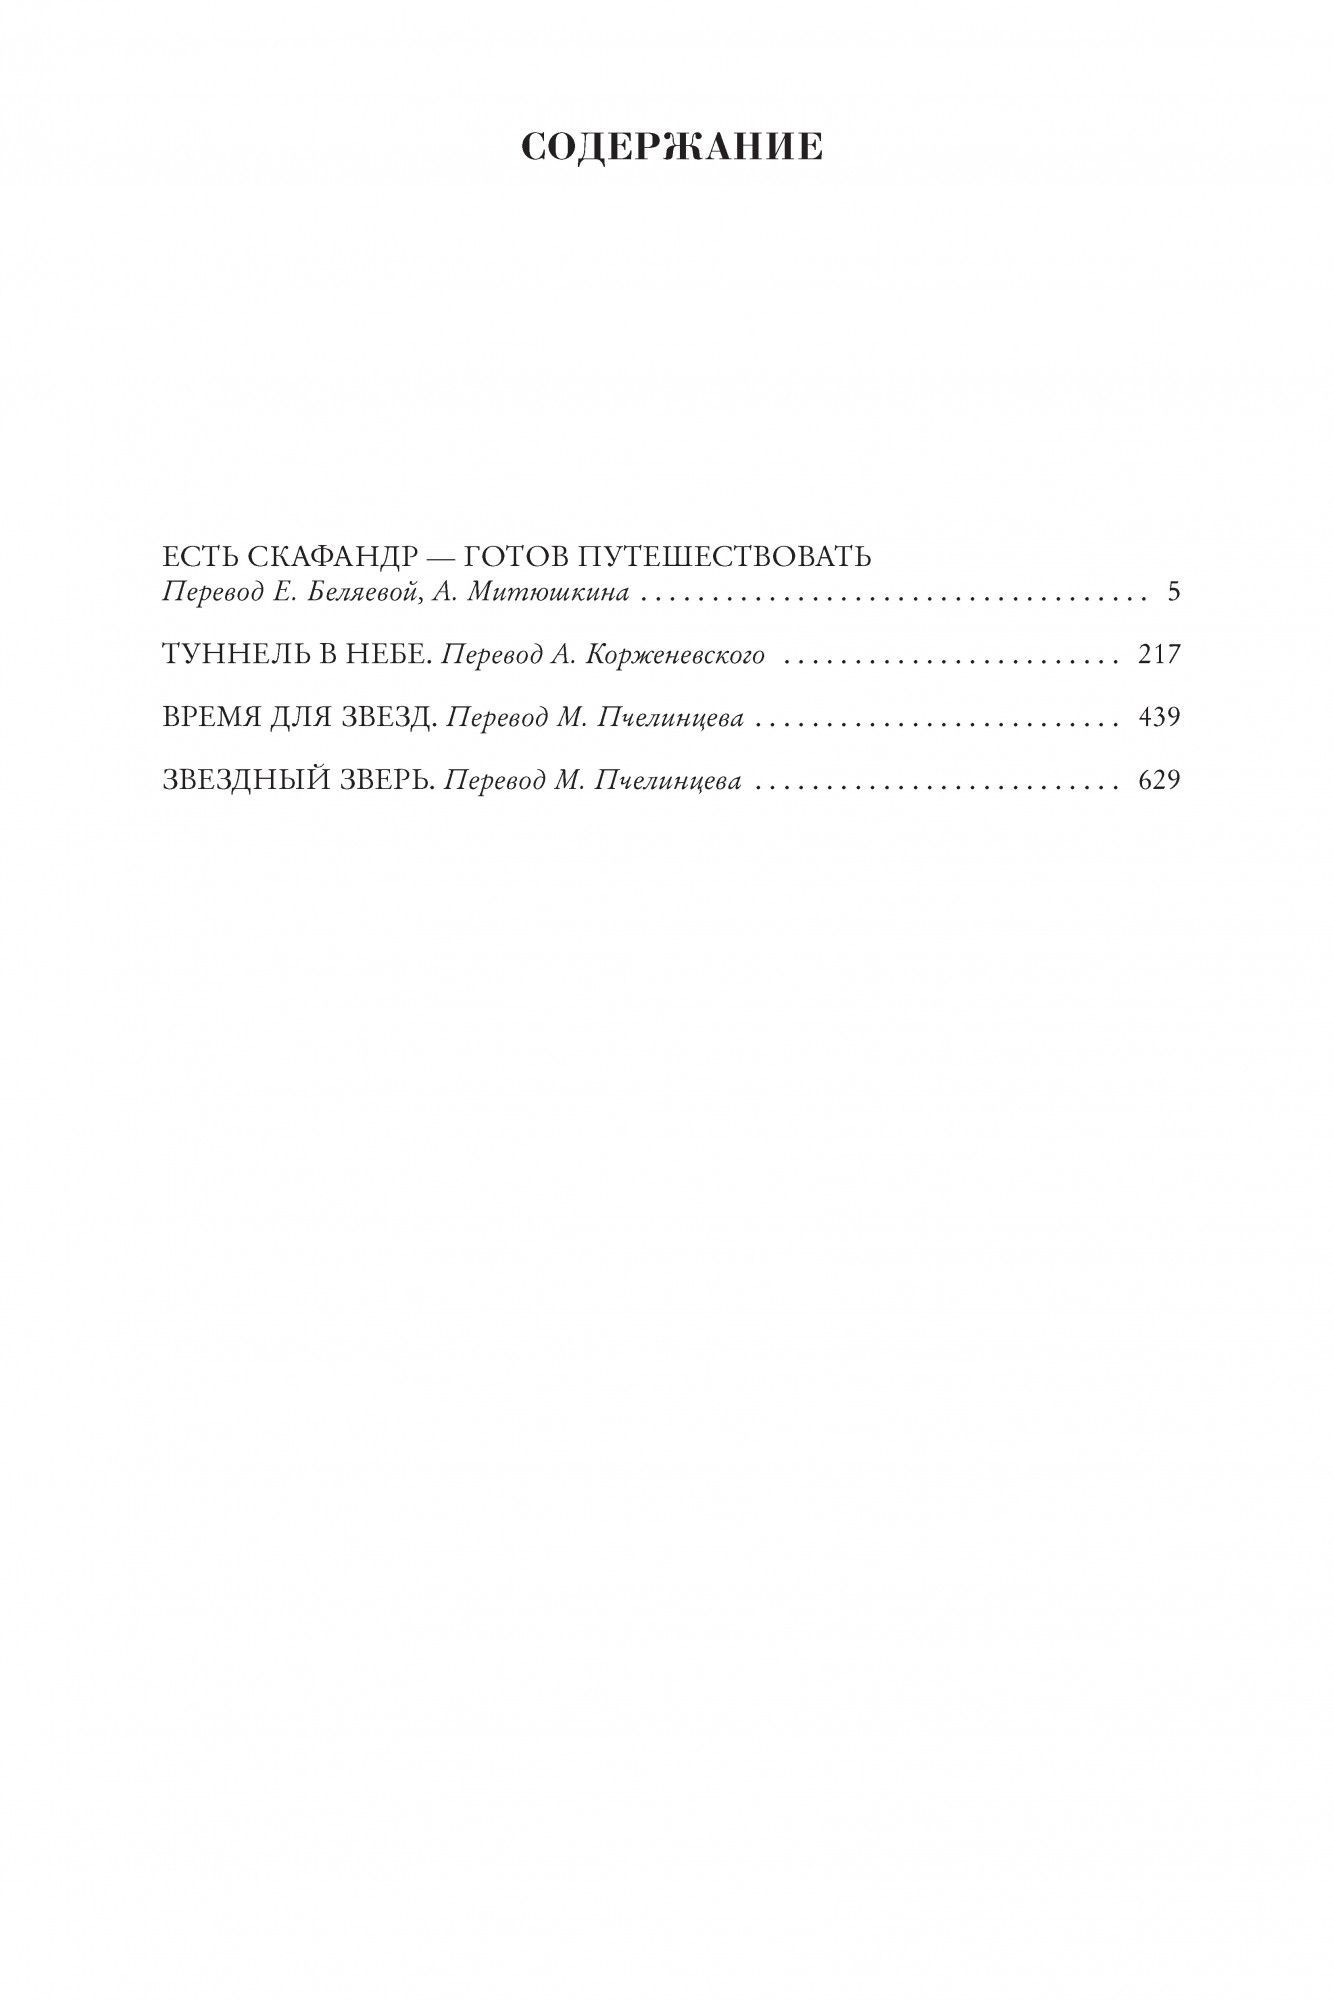 СОДЕРЖАНИЕ
ЕСТЬ СКАФАНДР — ГОТОВ ПУТЕШЕСТВОВАТЬ
Перевод Е. Беляевой, А. Митюшкина . . . . . . . . . . . . . . . . . . . . . . . . . . . . . . . . . . . . 5
ТУННЕЛЬ В НЕБЕ. Перевод А. Корженевского . . . . . . . . . . . . . . . . . . . . . . . . 217
ВРЕМЯ ДЛЯ ЗВЕЗД. Перевод М. Пчелинцева . . . . . . . . . . . . . . . . . . . . . . . . . . 439
ЗВЕЗДНЫЙ ЗВЕРЬ. Перевод М. Пчелинцева . . . . . . . . . . . . . . . . . . . . . . . . . . 629